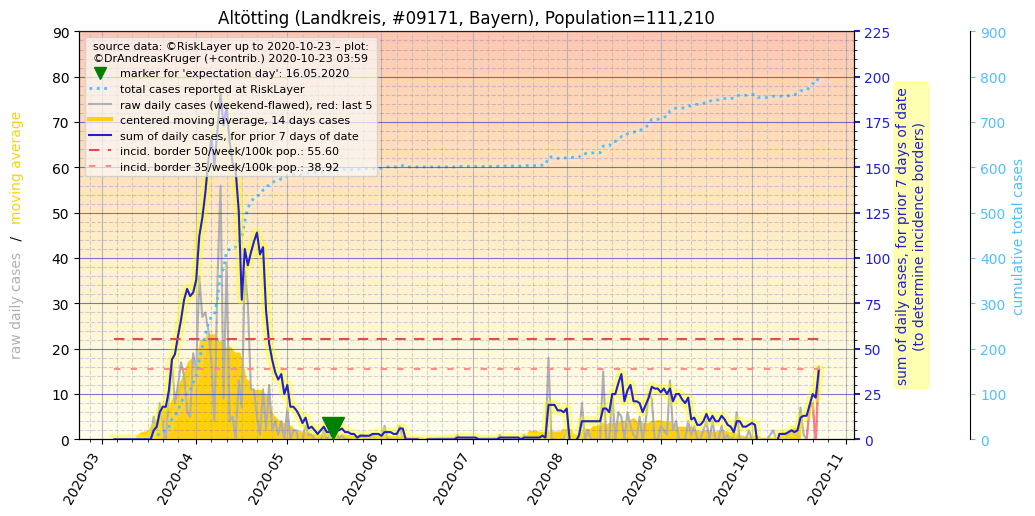 Altötting (Landkreis, #09171, Bayern), Population=111,210
source data: ©RiskLayer up to 2020-10-23 – plot:
©DrAndreasKruger (+contrib.) 2020-10-23 03:59
marker for 'expectation day': 16.05.2020
total cases reported at RiskLayer
raw daily cases (weekend-flawed), red: last 5
centered moving average, 14 days cases
sum of daily cases, for prior 7 days of date
incid. border 50/week/100k pop.: 55.60
incid. border 35/week/100k pop.: 38.92
raw daily cases / moving average
90
80
70
60
50
40
30
20
10
0
225
200
175
150
125
100
75
50
25
0
sum of daily cases, for prior 7 days of date
(to determine incidence borders)
900
800
700
600
500
400
300
200
100
0
cumulative total cases
2020-03
2020-04
2020-05
2020-06
2020-07
2020-08
2020-09
2020-10
2020-11